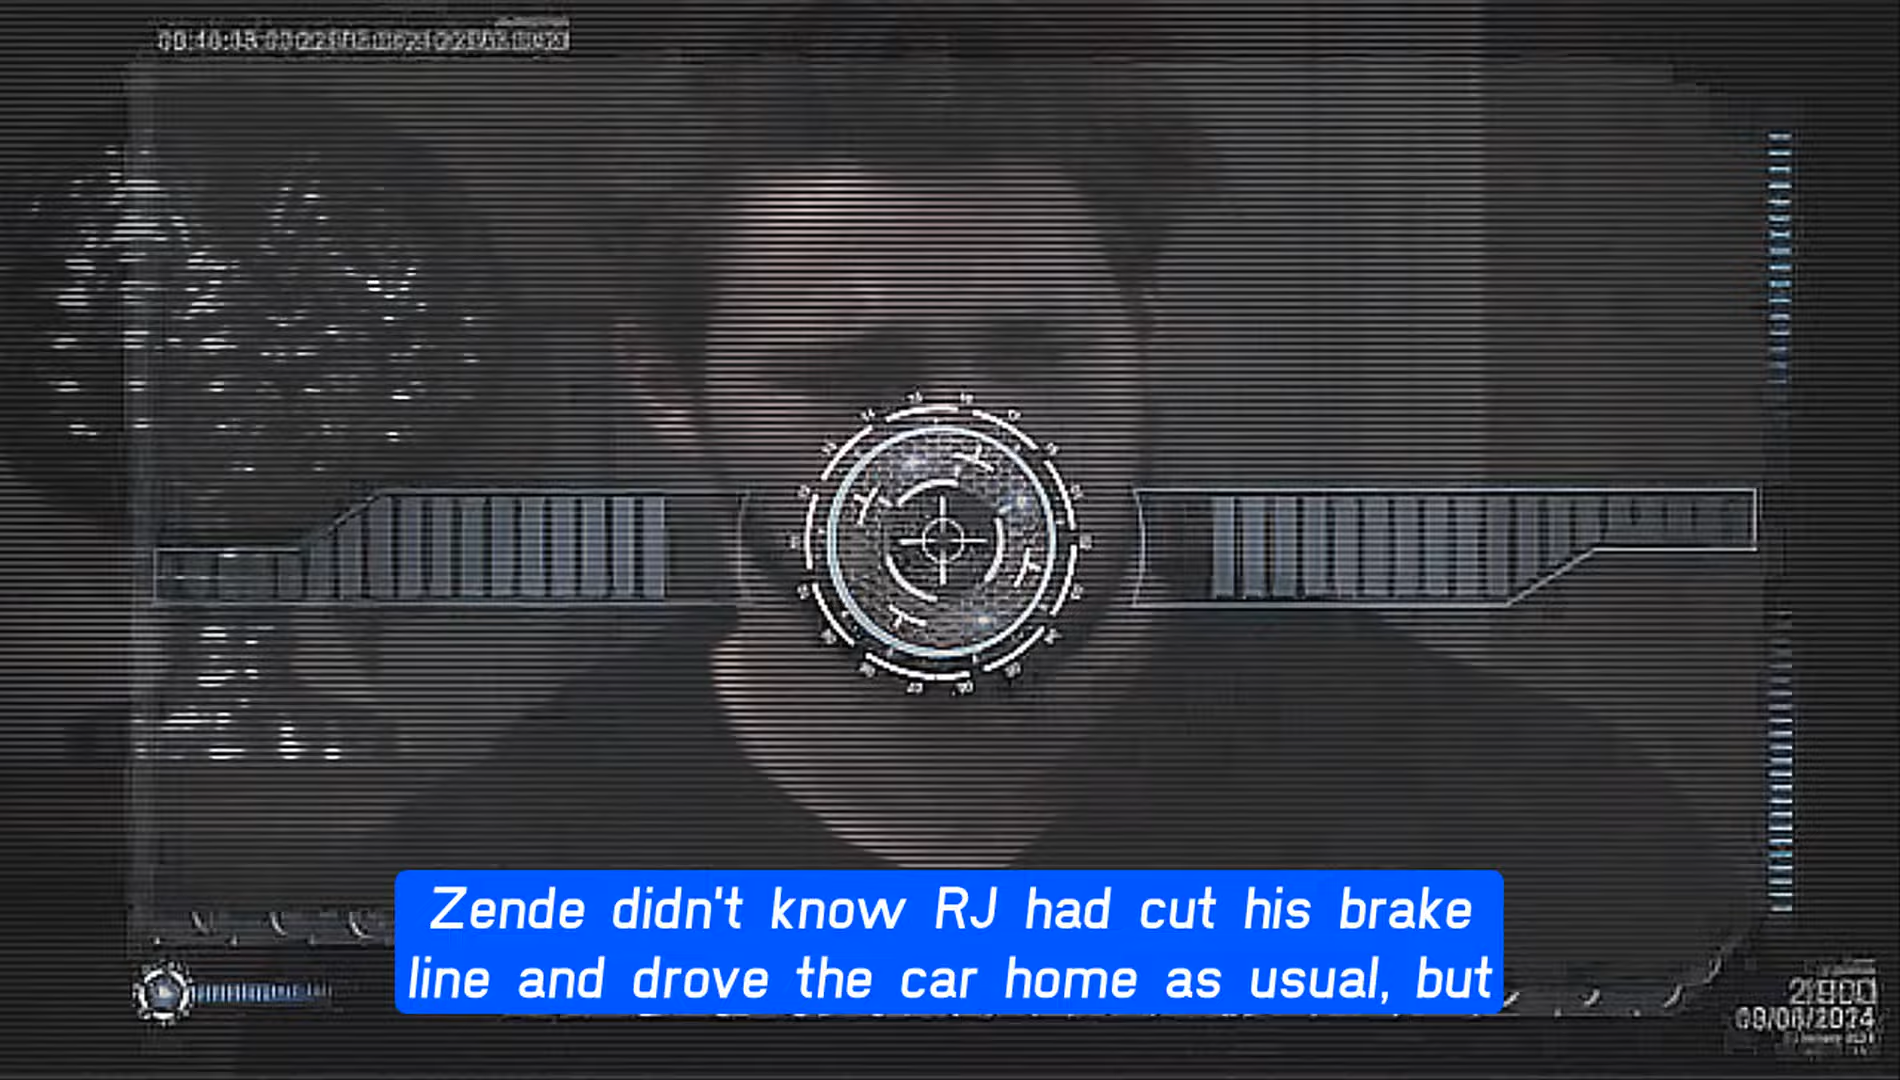 Zende didn't know RJ had cut his brake
line and drove the car home as usual, but